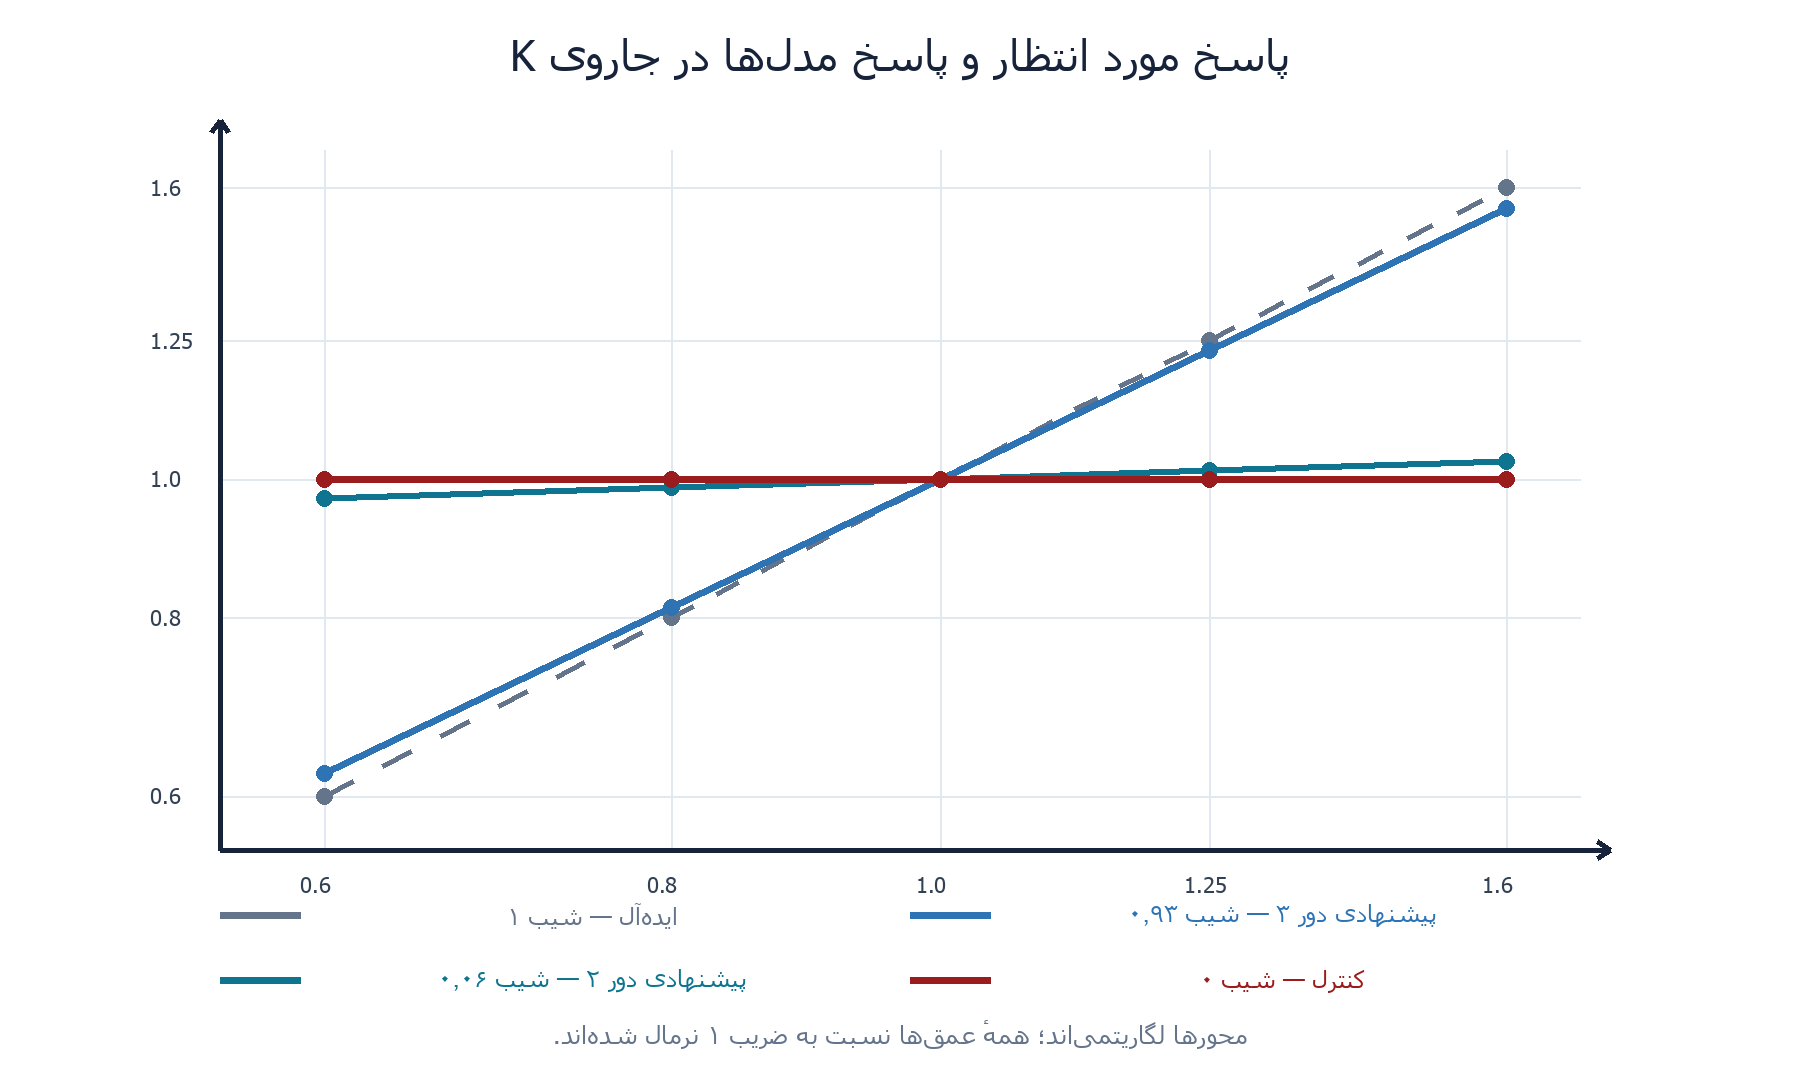 پاسخ مورد انتظار و پاسخ مدل‌ها در جاروی K
1.6
1.25
1.0
0.8
0.6
0.6 0.8 1.0 1.25 1.6
ایده‌آل — شیب ۱
پیشنهادی دور ۳ — شیب ۰٫۹۳
پیشنهادی دور ۲ — شیب ۰٫۰۶
کنترل — شیب ۰
محورها لگاریتمی‌اند؛ همهٔ عمق‌ها نسبت به ضریب ۱ نرمال شده‌اند.